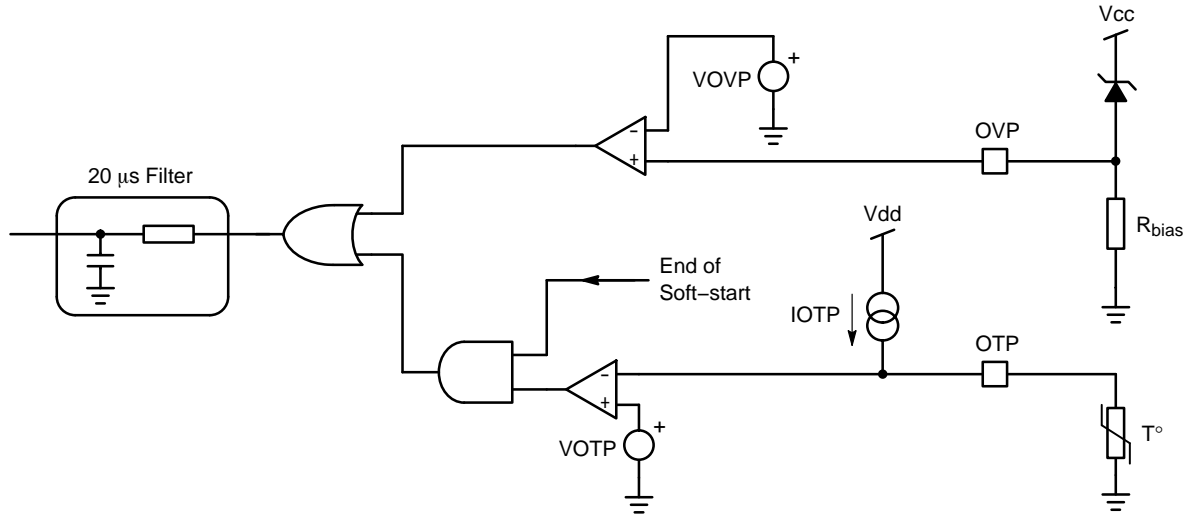 Vcc
+
VOVP
-
OVP
+
20 μs Filter
Vdd
Rbias
End of
Soft−start
IOTP
OTP
-
+
+
VOTP
T°